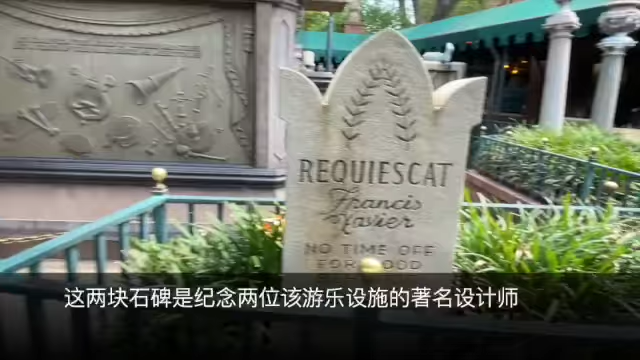 REQUIESCAT
Francis
Xavier
NO TIME OFF
FOR GOOD
这两块石碑是纪念两位该游乐设施的著名设计师